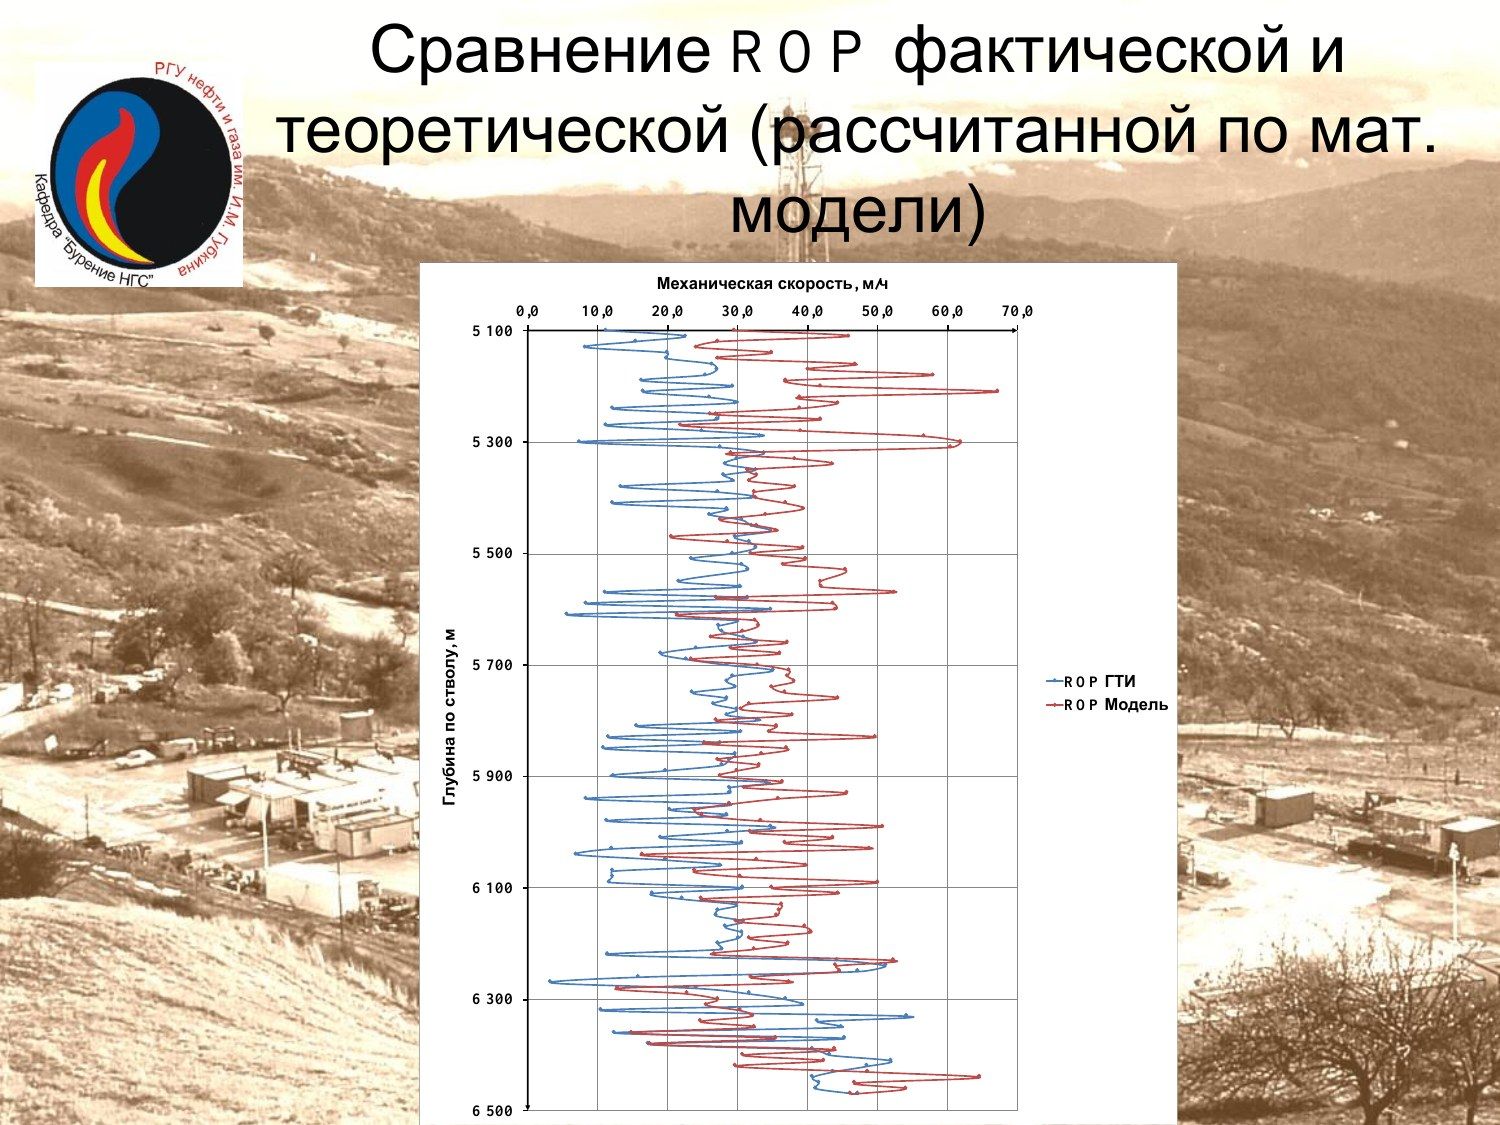 Сравнение ROP фактической и
теоретической (рассчитанной по мат.
модели)
РГУ нефти и газа им. И.М. Губкина
Кафедра "Бурение НГС"
Механическая скорость, м/ч
0,0 10,0 20,0 30,0 40,0 50,0 60,0 70,0
5 100
5 300
5 500
5 700
5 900
6 100
6 300
6 500
Глубина по стволу, м
ROP ГТИ
ROP Модель